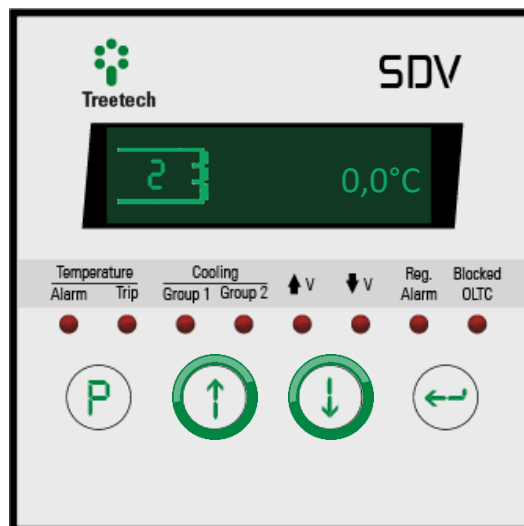 Treetech
SDV
2
0,0°C
Temperature
Alarm Trip
Cooling
Group 1 Group 2
V
V
Reg.
Alarm
Blocked
OLTC
P